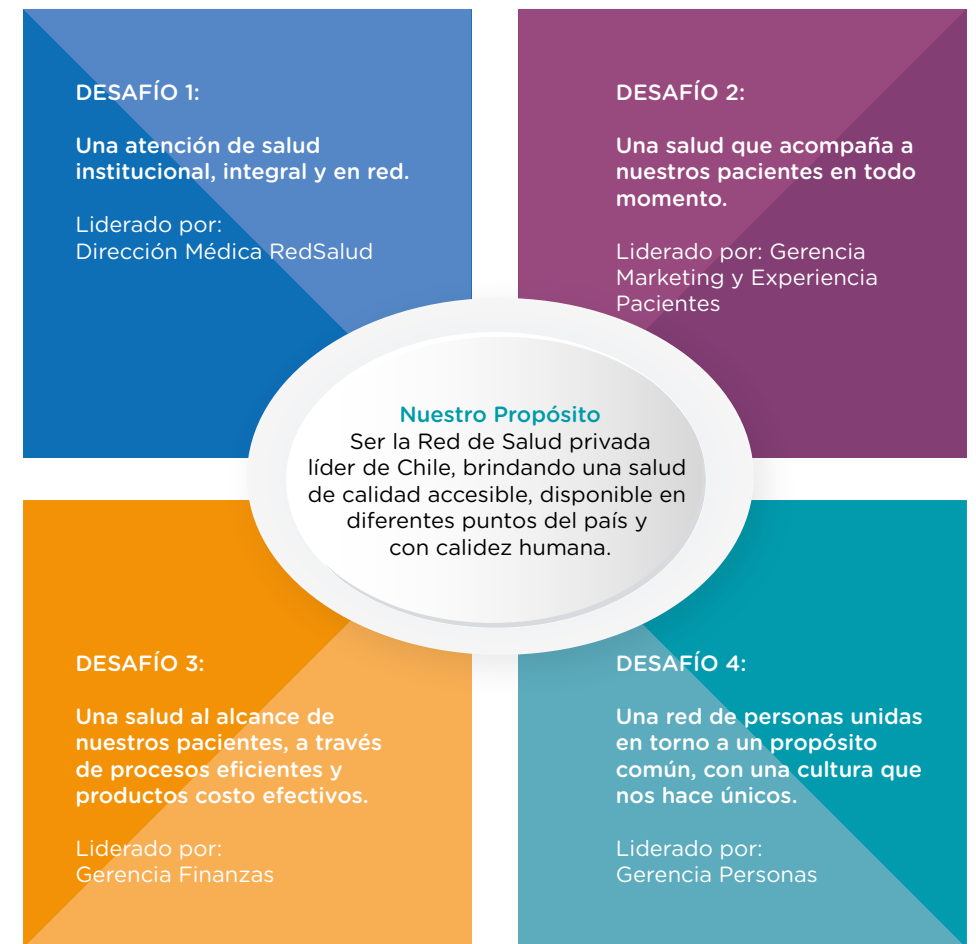 DESAFÍO 1:
Una atención de salud
institucional, integral y en red.
Liderado por:
Dirección Médica RedSalud
DESAFÍO 2:
Una salud que acompaña a
nuestros pacientes en todo
momento.
Liderado por: Gerencia
Marketing y Experiencia
Pacientes
Nuestro Propósito
Ser la Red de Salud privada
líder de Chile, brindando una salud
de calidad accesible, disponible en
diferentes puntos del país y
con calidez humana.
DESAFÍO 3:
Una salud al alcance de
nuestros pacientes, a través
de procesos eficientes y
productos costo efectivos.
Liderado por:
Gerencia Finanzas
DESAFÍO 4:
Una red de personas unidas
en torno a un propósito
común, con una cultura que
nos hace únicos.
Liderado por:
Gerencia Personas